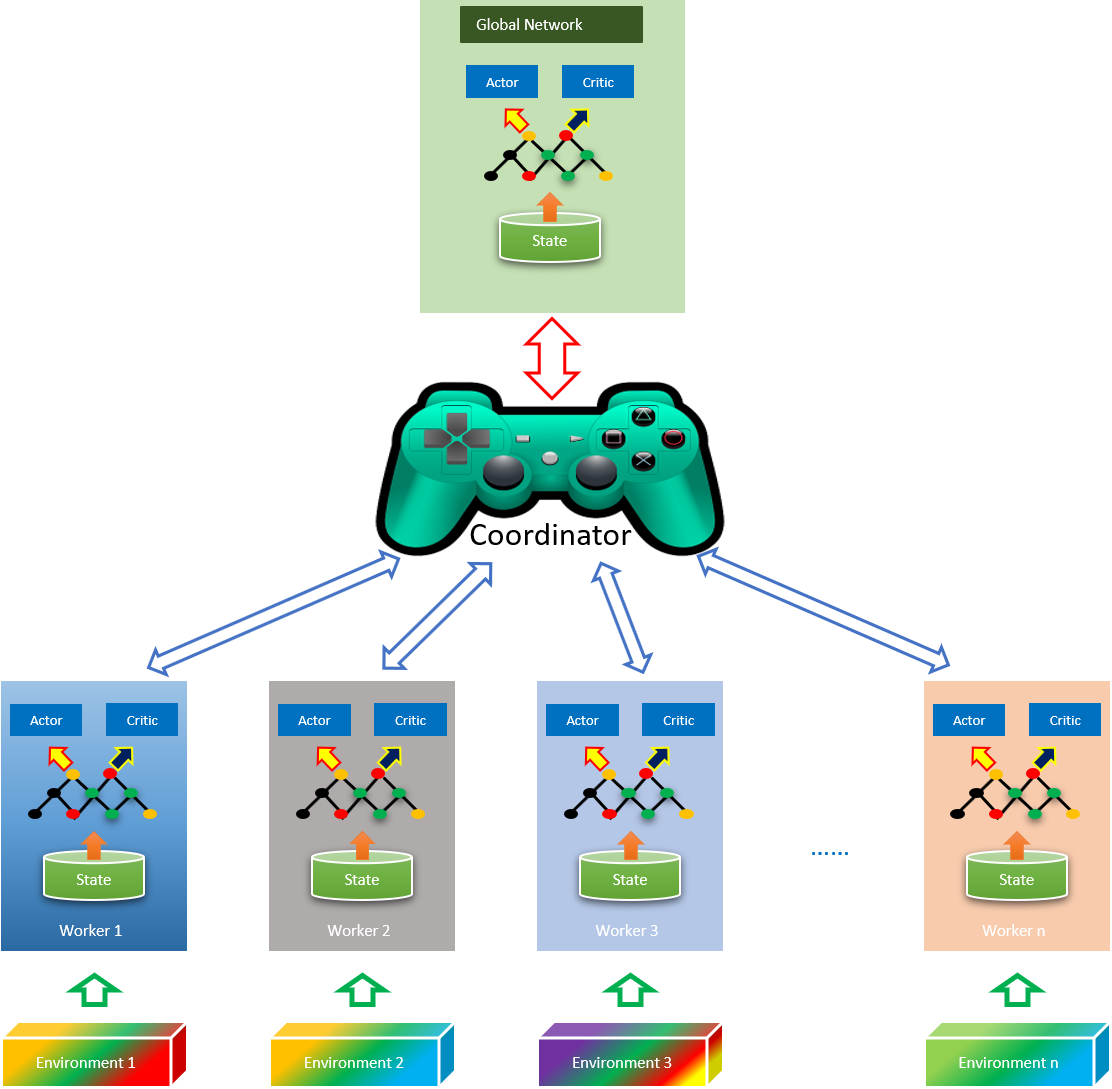 Global Network
Actor Critic
State
Coordinator
Actor Critic Actor Critic Actor Critic Actor Critic
......
State State State State
Worker 1 Worker 2 Worker 3 Worker n
Environment 1 Environment 2 Environment 3 Environment n